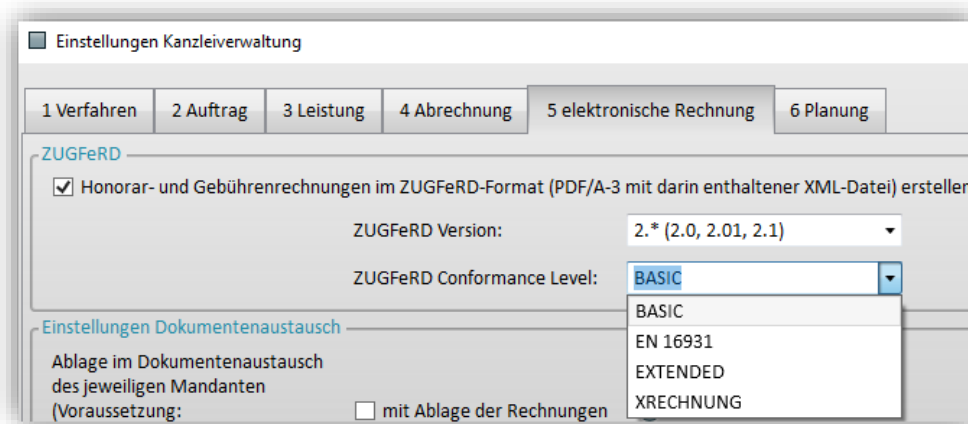 Einstellungen Kanzleiverwaltung
1 Verfahren 2 Auftrag 3 Leistung 4 Abrechnung 5 elektronische Rechnung 6 Planung
ZUGFeRD
Honorar- und Gebührenrechnungen im ZUGFeRD-Format (PDF/A-3 mit darin enthaltener XML-Datei) erstellen
ZUGFeRD Version: 2.* (2.0, 2.01, 2.1)
ZUGFeRD Conformance Level: BASIC
BASIC
EN 16931
EXTENDED
XRECHNUNG
Einstellungen Dokumentenaustausch
Ablage im Dokumentenaustausch
des jeweiligen Mandanten
(Voraussetzung: mit Ablage der Rechnungen